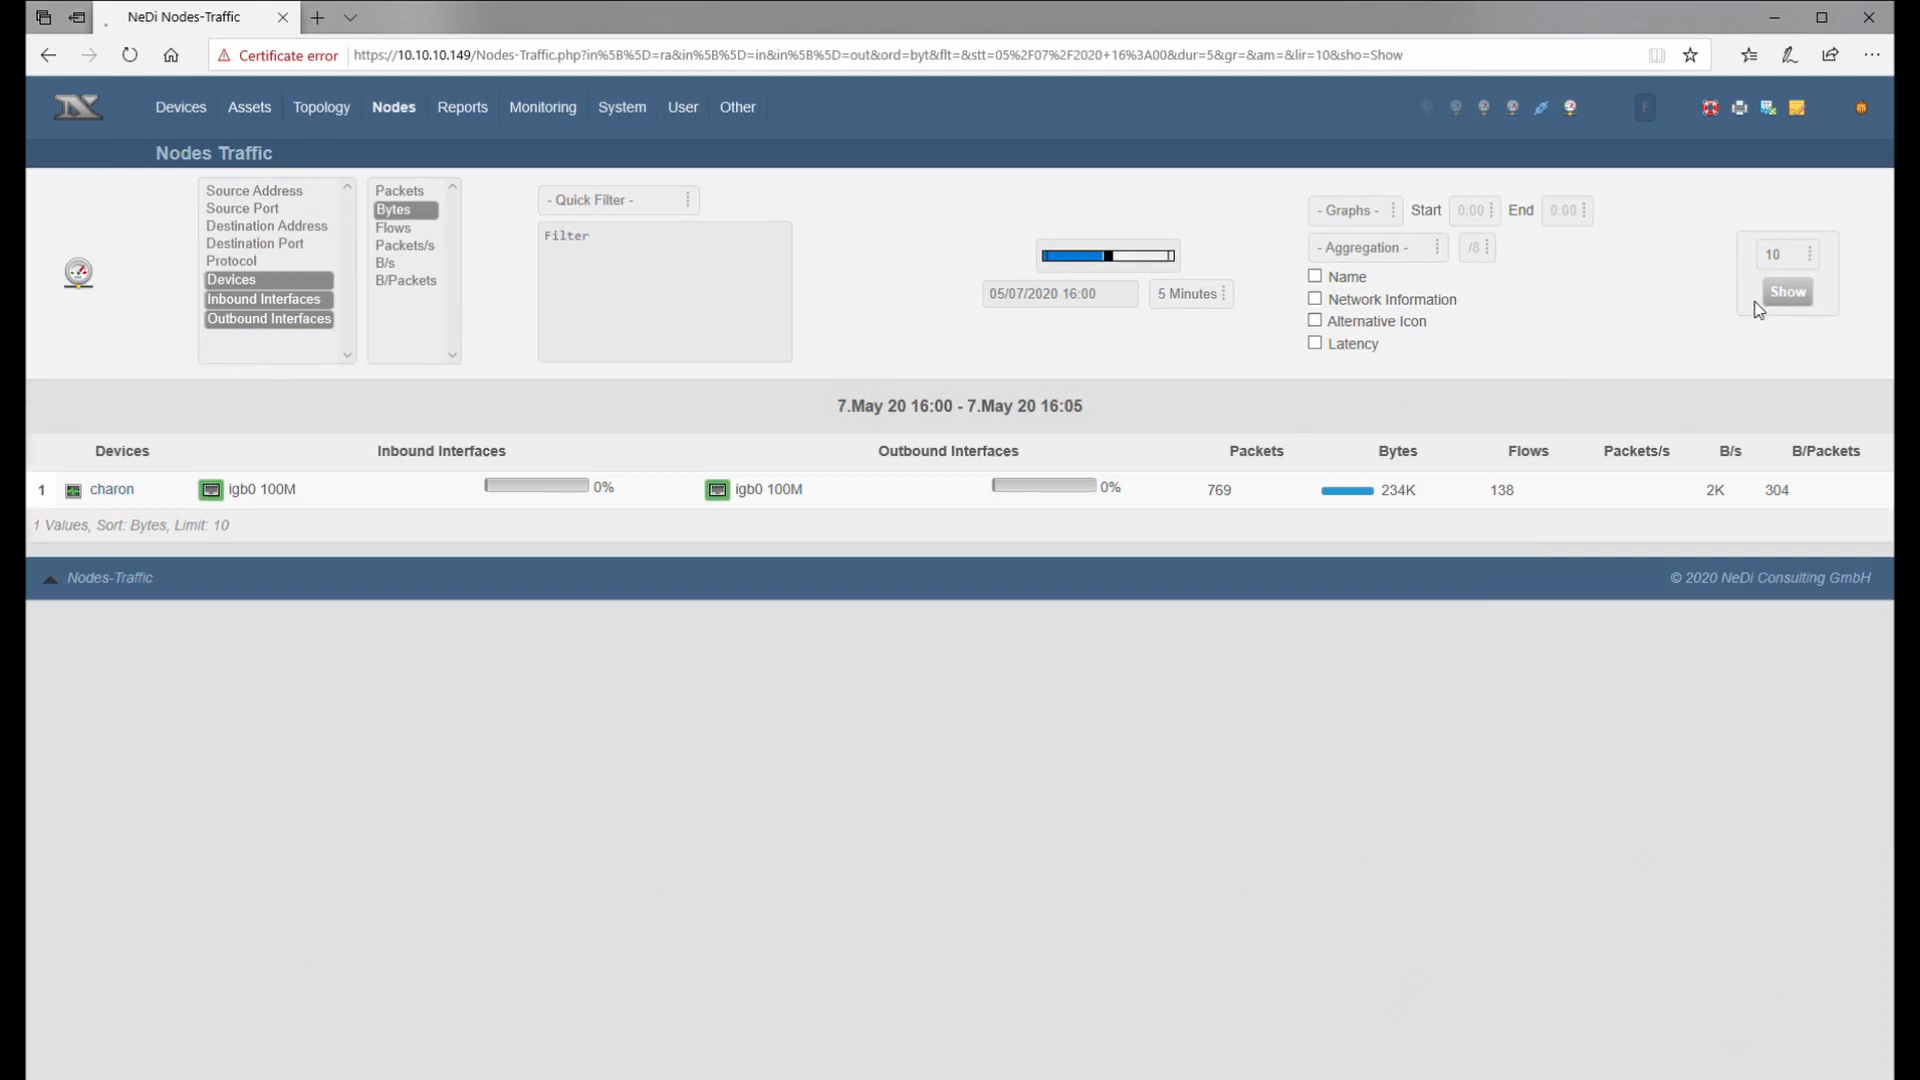 NeDi Nodes-Traffic
Certificate error https://10.10.10.149/Nodes-Traffic.php?in%5B%5D=ra&in%5B%5D=in&in%5B%5D=out&ord=byt&flt=&stt=05%2F07%2F2020+16%3A00&dur=5&gr=&am=&lir=10&sho=Show
Devices Assets Topology Nodes Reports Monitoring System User Other F
Nodes Traffic
Source Address
Source Port
Destination Address
Destination Port
Protocol
Devices
Inbound Interfaces
Outbound Interfaces
Packets
Bytes
Flows
Packets/s
B/s
B/Packets
- Quick Filter -
Filter
05/07/2020 16:00 5 Minutes
- Graphs - Start 0:00 End 0:00
- Aggregation - /8
Name
Network Information
Alternative Icon
Latency
10
Show
7.May 20 16:00 - 7.May 20 16:05
Devices Inbound Interfaces Outbound Interfaces Packets Bytes Flows Packets/s B/s B/Packets
1 charon igb0 100M 0% igb0 100M 0% 769 234K 138 2K 304
1 Values, Sort: Bytes, Limit: 10
Nodes-Traffic © 2020 NeDi Consulting GmbH